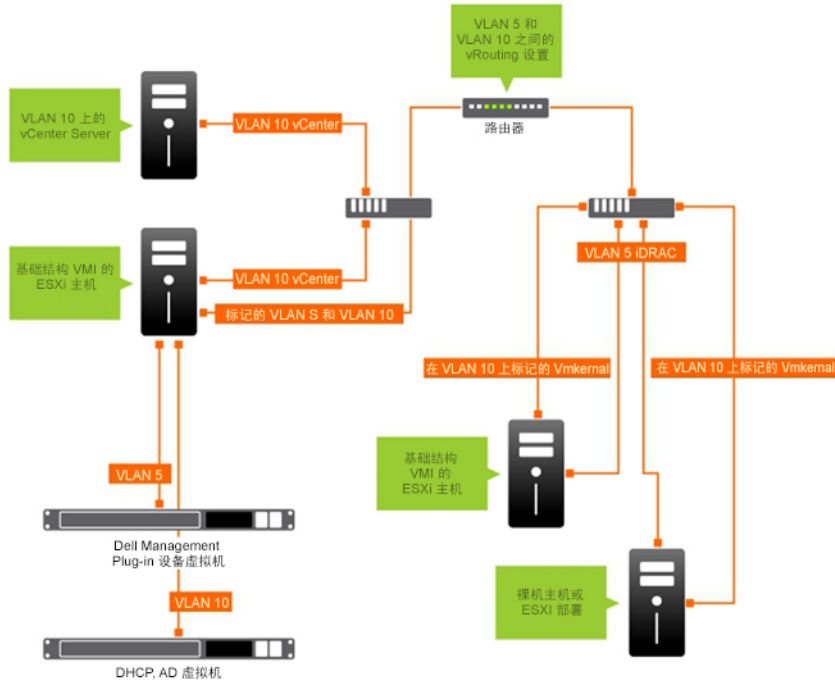 VLAN 5 和
VLAN 10 之间的
vRouting 设置
路由器
VLAN 10 上的
vCenter Server
VLAN 10 vCenter
基础结构 VMI 的
ESXi 主机
VLAN 10 vCenter
标记的 VLAN S 和 VLAN 10
VLAN 5 iDRAC
在 VLAN 10 上标记的 Vmkernal
在 VLAN 10 上标记的 Vmkernal
基础结构
VMI 的
ESXi 主机
VLAN 5
Dell Management
Plug-in 设备虚拟机
VLAN 10
裸机主机或
ESXI 部署
DHCP, AD 虚拟机